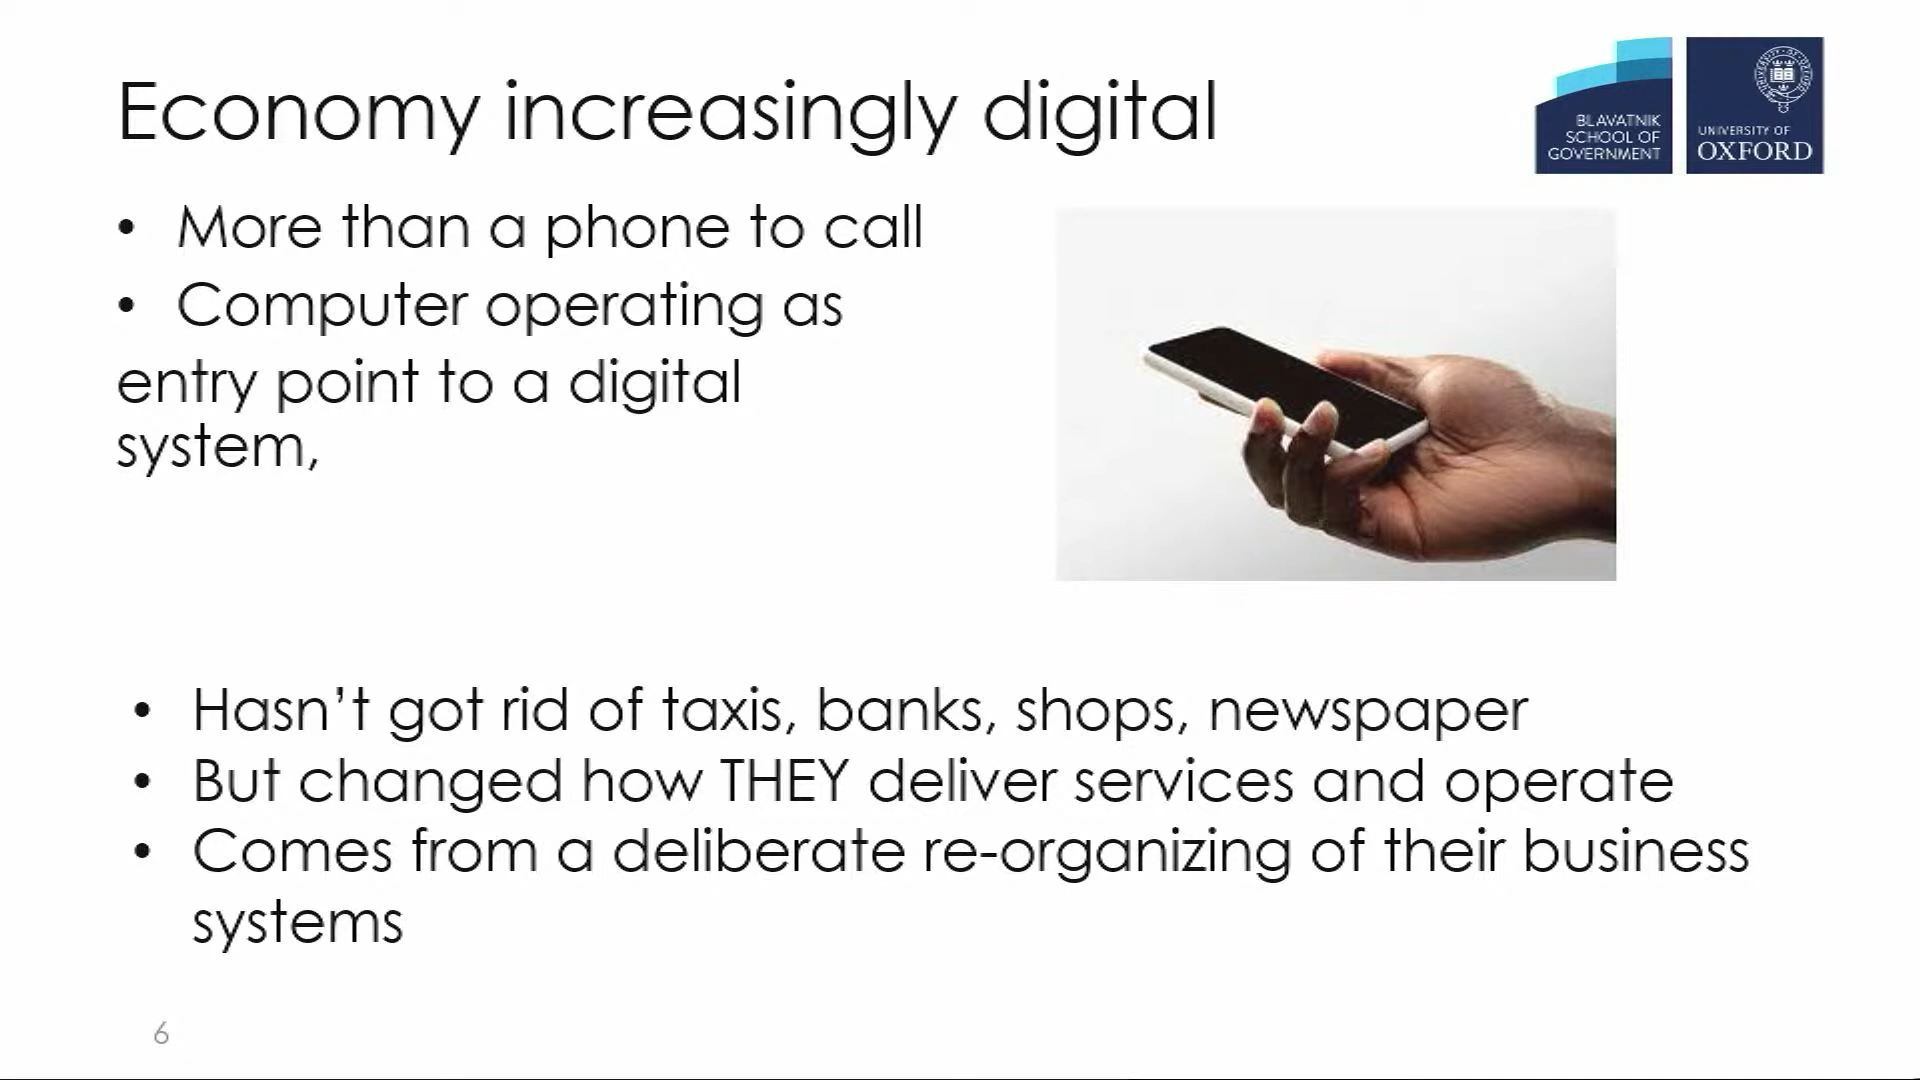 Economy increasingly digital
BLAVATNIK
SCHOOL OF
GOVERNMENT
UNIVERSITY OF
OXFORD
• More than a phone to call
• Computer operating as
entry point to a digital
system,
• Hasn’t got rid of taxis, banks, shops, newspaper
• But changed how THEY deliver services and operate
• Comes from a deliberate re-organizing of their business
systems
6